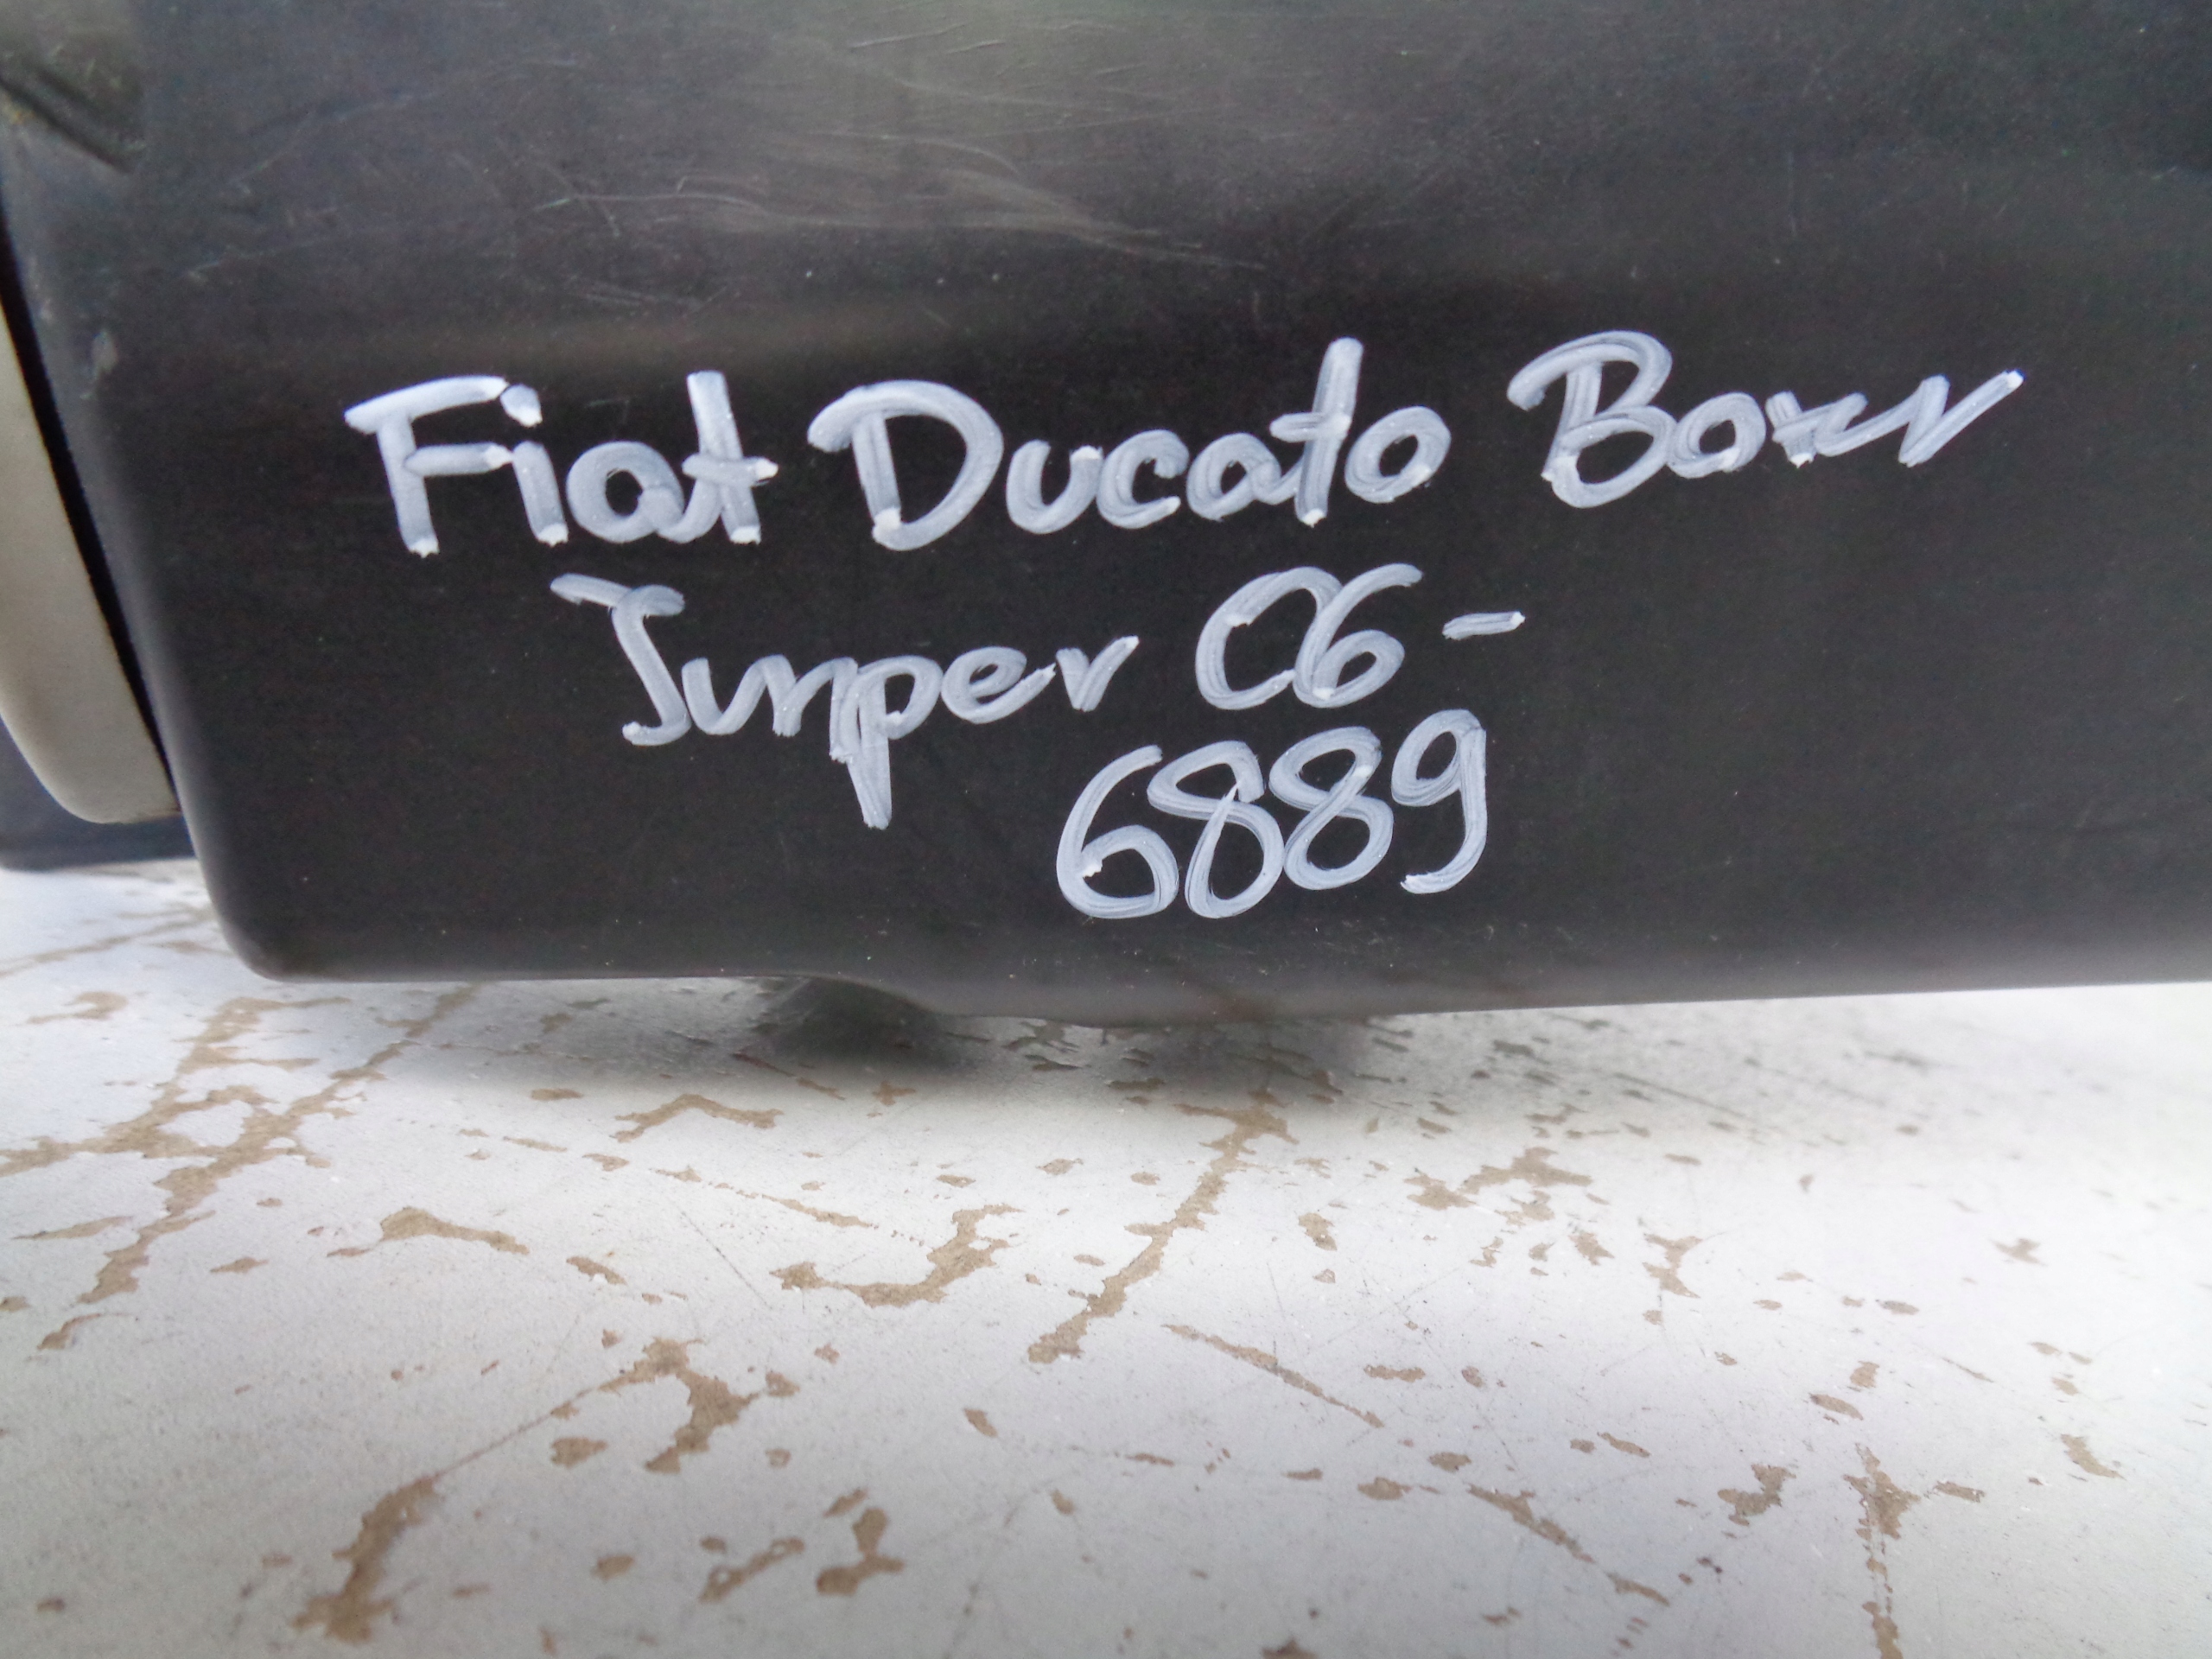 Fiat Ducato Boxer
Jumper 06-
6889